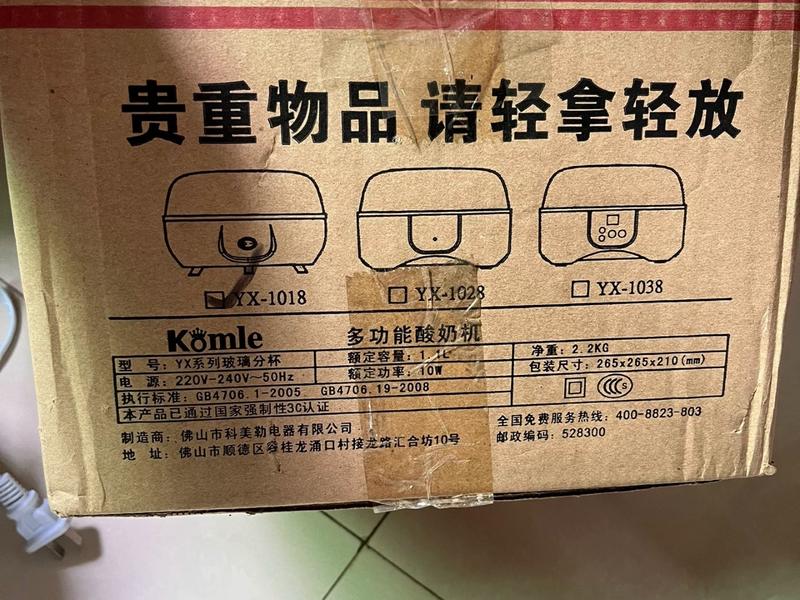 贵重物品 请轻拿轻放
YX-1018 YX-1028 YX-1038
Komle 多功能酸奶机
型 号: YX系列玻璃分杯 额定容量: 1.1L 净重: 2.2KG
电 源: 220V-240V~50Hz 额定功率: 10W 包装尺寸: 265x265x210(mm)
执行标准: GB4706.1-2005 GB4706.19-2008
本产品已通过国家强制性3C认证
制造商: 佛山市科美勒电器有限公司 全国免费服务热线: 400-8823-803
地 址: 佛山市顺德区容桂龙涌口村接龙路汇合坊10号 邮政编码: 528300